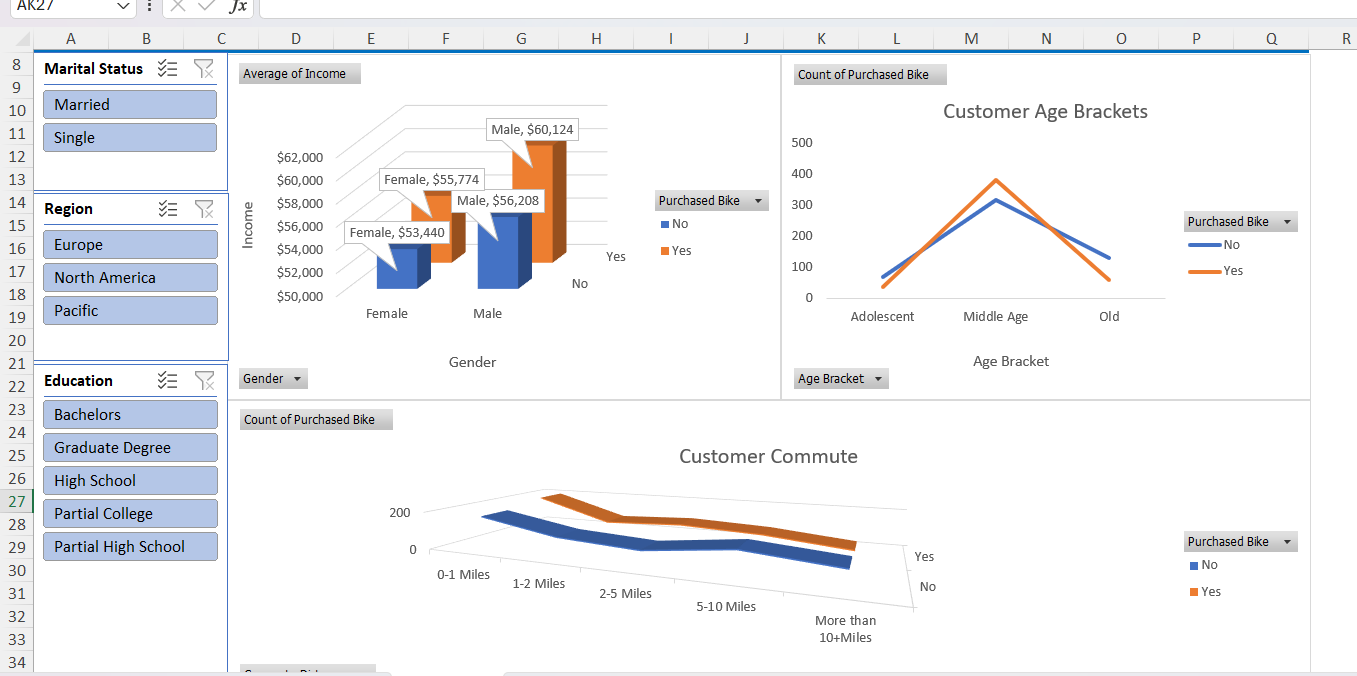 AK27
fx
A B C D E F G H I J K L M N O P Q R
8
9
10
11
12
13
14
15
16
17
18
19
20
21
22
23
24
25
26
27
28
29
30
31
32
33
34
Marital Status
Married
Single
Region
Europe
North America
Pacific
Education
Bachelors
Graduate Degree
High School
Partial College
Partial High School
Average of Income
Male, $60,124
Female, $55,774
Male, $56,208
Female, $53,440
$62,000
$60,000
$58,000
$56,000
$54,000
$52,000
$50,000
Income
Yes
No
Female Male
Gender
Purchased Bike
No
Yes
Gender
Count of Purchased Bike
Customer Age Brackets
500
400
300
200
100
0
Adolescent Middle Age Old
Age Bracket
Purchased Bike
No
Yes
Age Bracket
Count of Purchased Bike
Customer Commute
200
0
0-1 Miles
1-2 Miles
2-5 Miles
5-10 Miles
More than
10+Miles
Yes
No
Purchased Bike
No
Yes